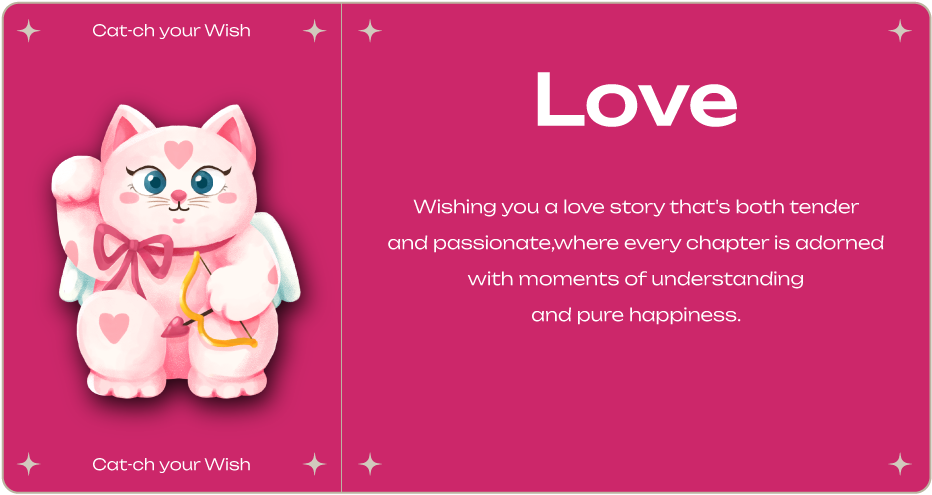 Cat-ch your Wish
Love
Wishing you a love story that's both tender
and passionate,where every chapter is adorned
with moments of understanding
and pure happiness.
Cat-ch your Wish